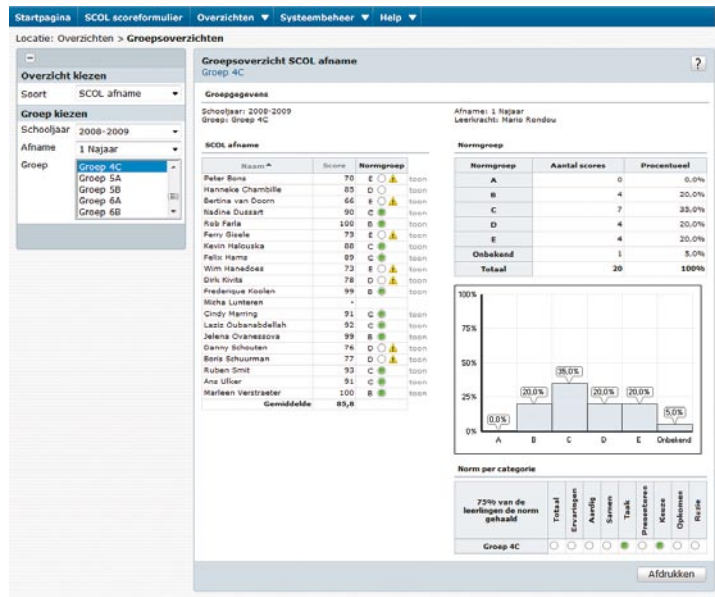 Startpagina SCOL scoreformulier Overzichten ▼ Systeembeheer ▼ Help ▼
Locatie: Overzichten > Groepsoverzichten
Overzicht kiezen
Soort SCOL afname
Groep kiezen
Schooljaar 2008-2009
Afname 1 Najaar
Groep Groep 4C
Groep 5A
Groep 5B
Groep 6A
Groep 6B
Groepsoverzicht SCOL afname ?
Groep 4C
Groepgegevens
Schooljaar: 2008-2009
Groep: Groep 4C
Afname: 1 Najaar
Leerkracht: Mario Rondou
SCOL afname
Naam Score Normgroep
Peter Bons 70 E toon
Hanneke Chambille 85 D toon
Bertina van Doorn 66 E toon
Nadine Dussart 90 C toon
Rob Farla 100 B toon
Ferry Gisele 73 E toon
Kevin Halouska 88 C toon
Felix Hams 89 C toon
Wim Hanedoes 73 E toon
Dirk Kivits 78 D toon
Frederique Koolen 99 B toon
Micha Lunteren -
Cindy Marring 91 C toon
Laziz Oubanabdellah 92 C toon
Jelena Ovanessova 99 B toon
Danny Schouten 76 D toon
Boris Schuurman 77 D toon
Ruben Smit 93 C toon
Ana Ulker 91 C toon
Marleen Verstraeter 100 B toon
Gemiddelde 85,8
Normgroep
Normgroep Aantal scores Procentueel
A 0 0,0%
B 4 20,0%
C 7 35,0%
D 4 20,0%
E 4 20,0%
Onbekend 1 5,0%
Totaal 20 100%
100%
75%
50%
25%
0%
0,0% 20,0% 35,0% 20,0% 20,0% 5,0%
A B C D E Onbekend
Norm per categorie
75% van de leerlingen de norm gehaald
Totaal Ervaringen Aardig Samen Taak Presenteren Keuze Opkomen Ruzie
Groep 4C
Afdrukken